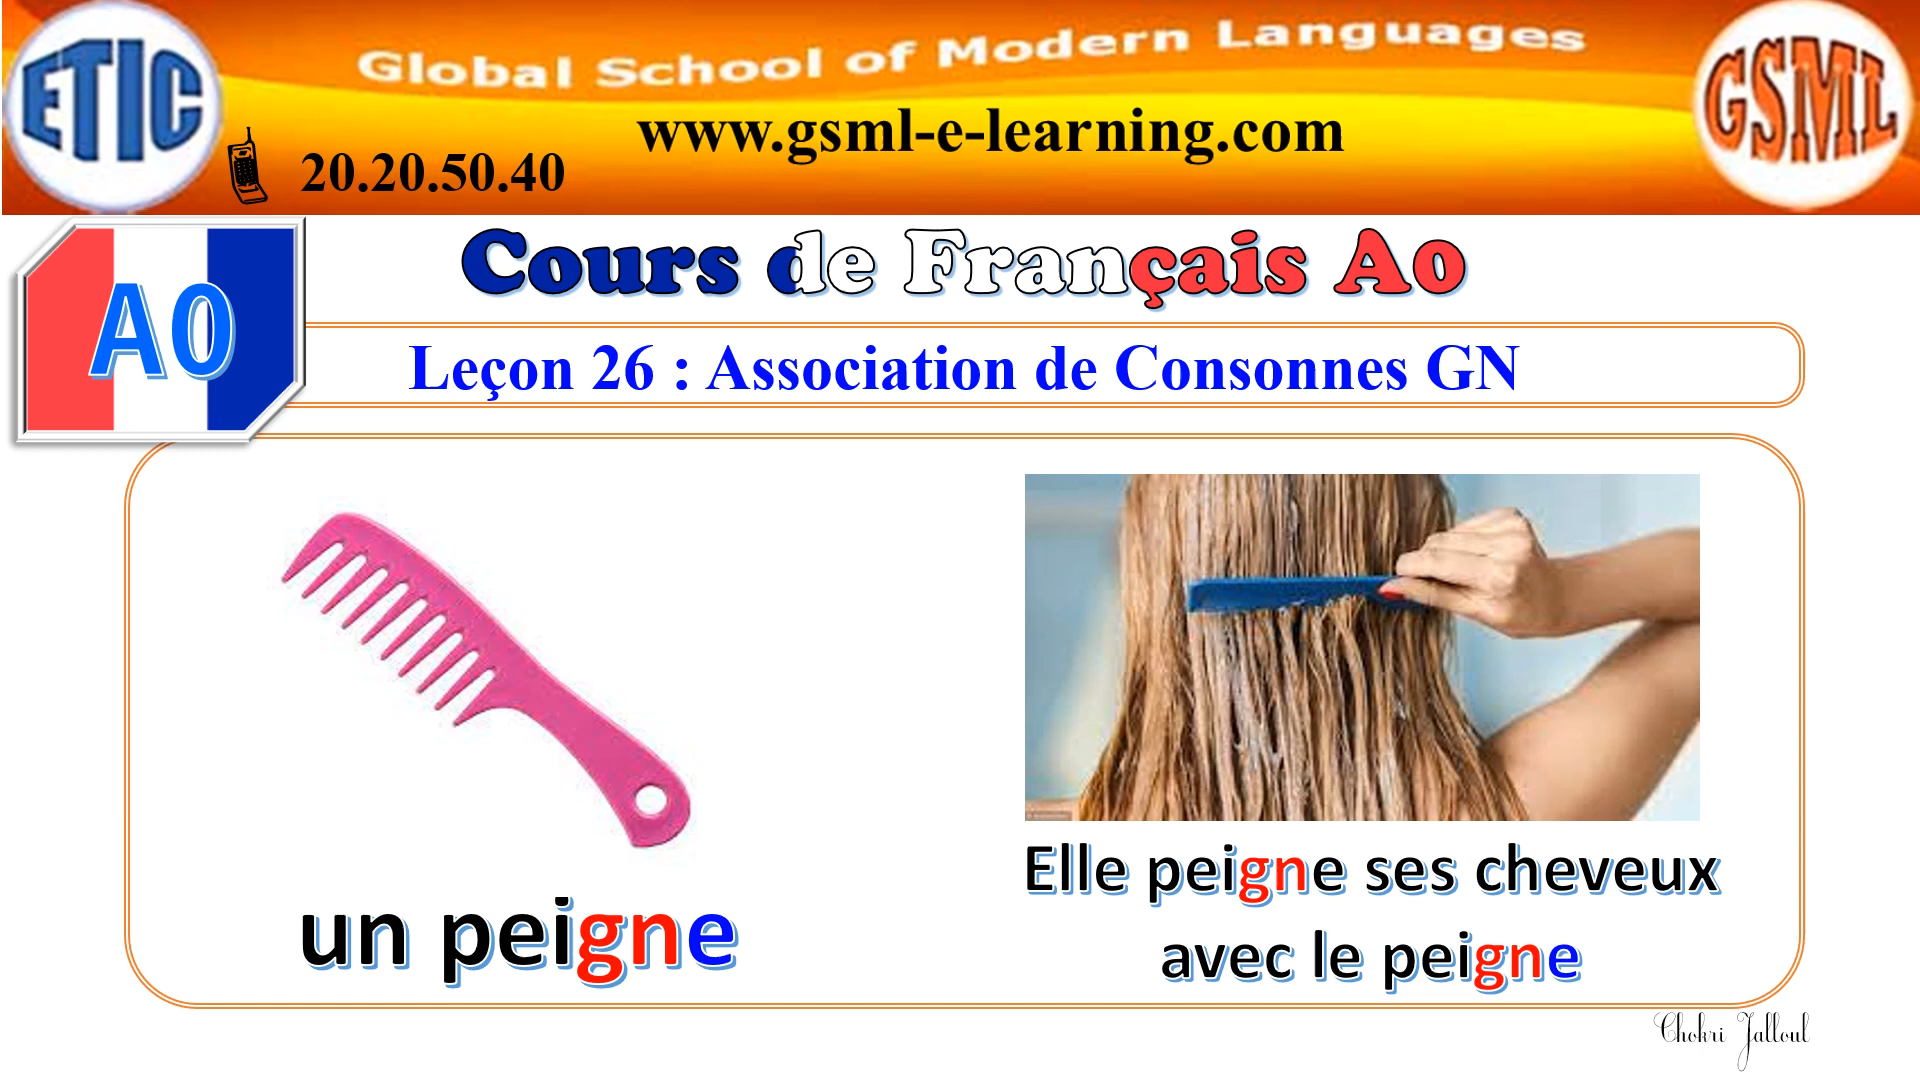 ETIC
Global School of Modern Languages
GSML
www.gsml-e-learning.com
20.20.50.40
A0
Cours de Français A0
Leçon 26 : Association de Consonnes GN
un peigne
Elle peigne ses cheveux
avec le peigne
Chokri Jalloul